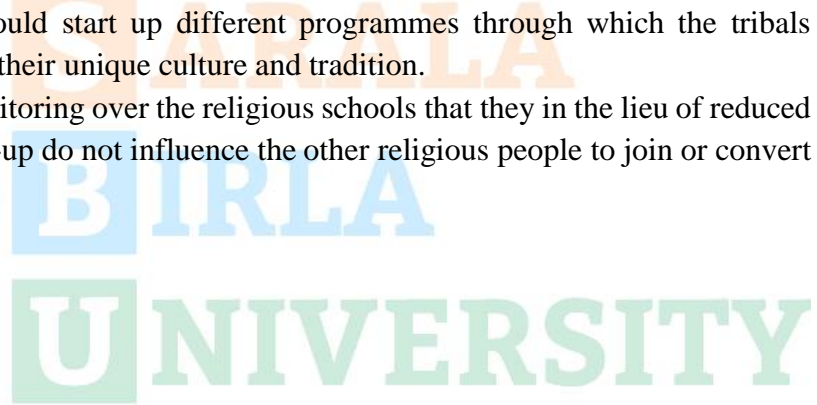 ould start up different programmes through which the tribals
their unique culture and tradition.
itoring over the religious schools that they in the lieu of reduced
-up do not influence the other religious people to join or convert
SARALA
BIRLA
UNIVERSITY